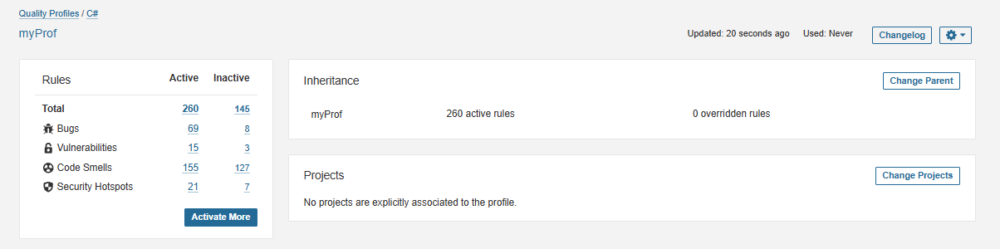 Quality Profiles / C#
myProf
Updated: 20 seconds ago Used: Never Changelog
Rules Active Inactive
Total 260 145
Bugs 69 8
Vulnerabilities 15 3
Code Smells 155 127
Security Hotspots 21 7
Activate More
Inheritance Change Parent
myProf 260 active rules 0 overridden rules
Projects Change Projects
No projects are explicitly associated to the profile.